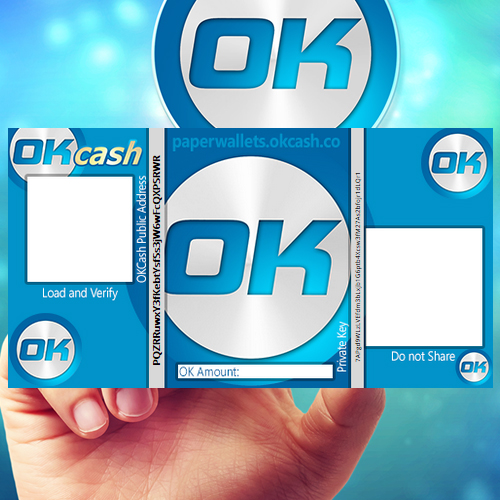 OK
paperwallets.okcash.co
OKcash
OKCash Public Address
PQZRRuwxY3fKebtYsfSs3jW6wFcQXPSRWR
Load and Verify
OK
OK
OK Amount:
Private Key
OK
Do not Share
OK